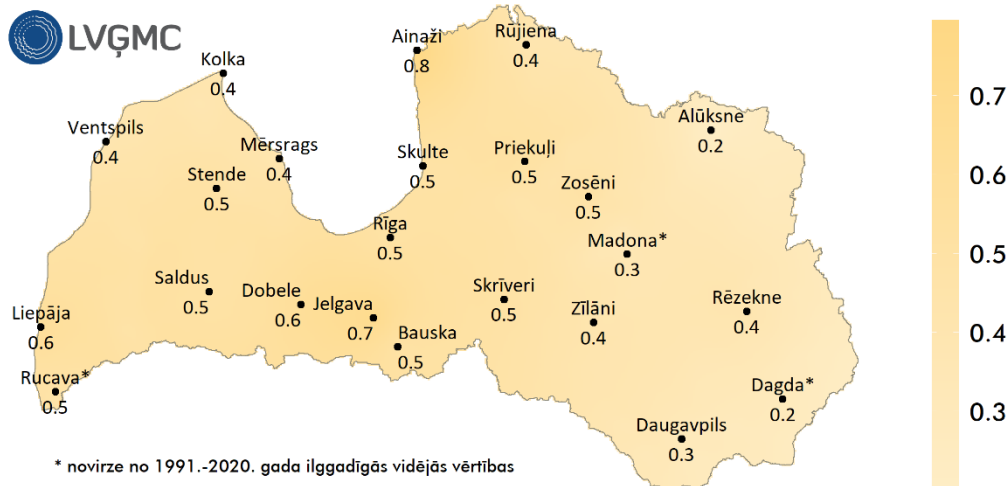 LVĢMC
Ainaži
0.8
Rūjiena
0.4
Kolka
0.4
Ventspils
0.4
Mērsrags
0.4
Stende
0.5
Skulte
0.5
Priekuļi
0.5
Alūksne
0.2
Zosēni
0.5
Rīga
0.5
Madona*
0.3
Saldus
0.5
Dobele
0.6
Jelgava
0.7
Skrīveri
0.5
Zīlāni
0.4
Rēzekne
0.4
Liepāja
0.6
Bauska
0.5
Rucava*
0.5
Dagda*
0.2
Daugavpils
0.3
* novirze no 1991.-2020. gada ilggadīgās vidējās vērtības
0.7
0.6
0.5
0.4
0.3